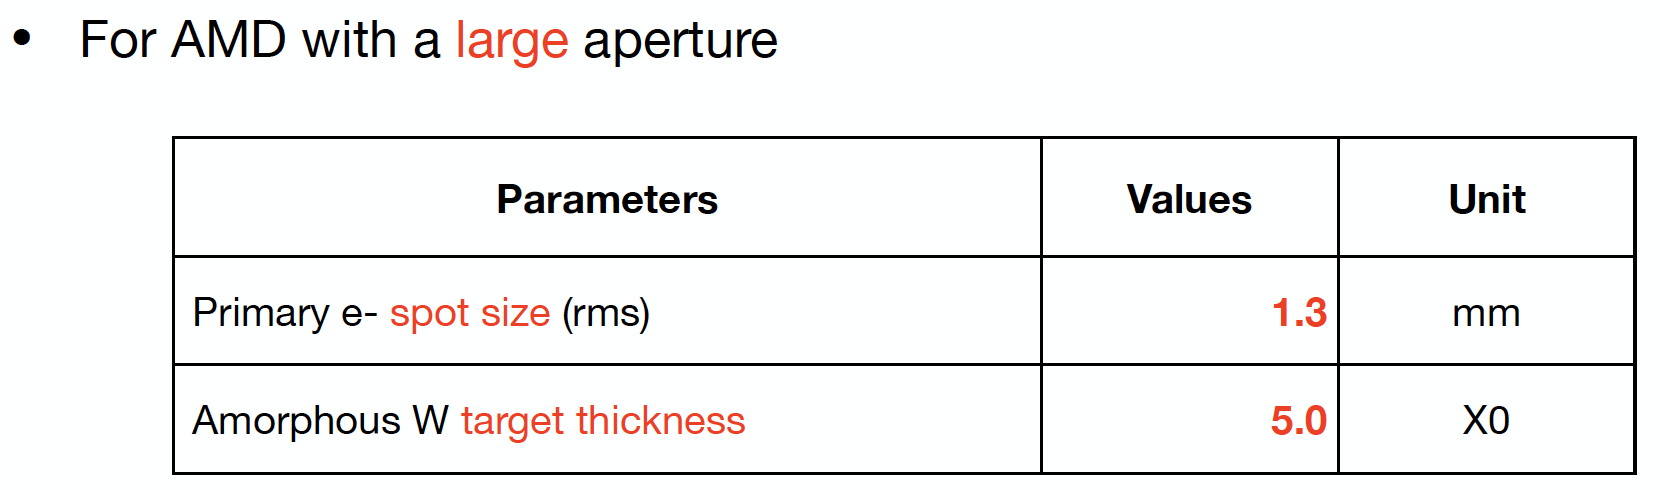 • For AMD with a large aperture
Parameters Values Unit
Primary e- spot size (rms) 1.3 mm
Amorphous W target thickness 5.0 X0